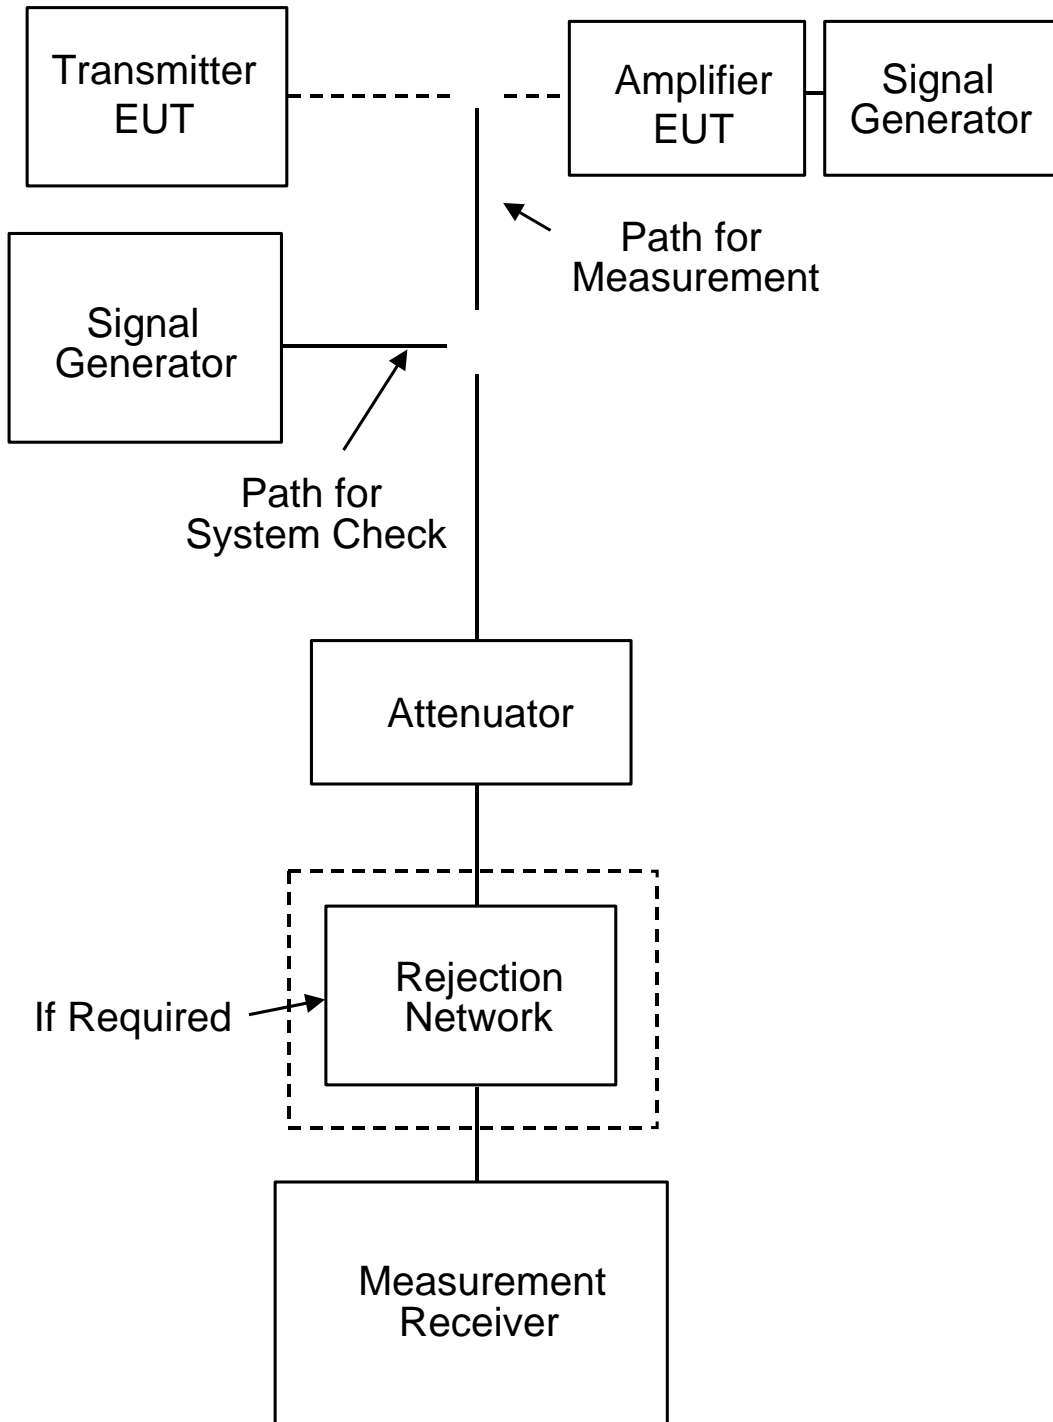 Transmitter
EUT
Amplifier
EUT
Signal
Generator
Path for
Measurement
Signal
Generator
Path for
System Check
Attenuator
Rejection
Network
If Required
Measurement
Receiver